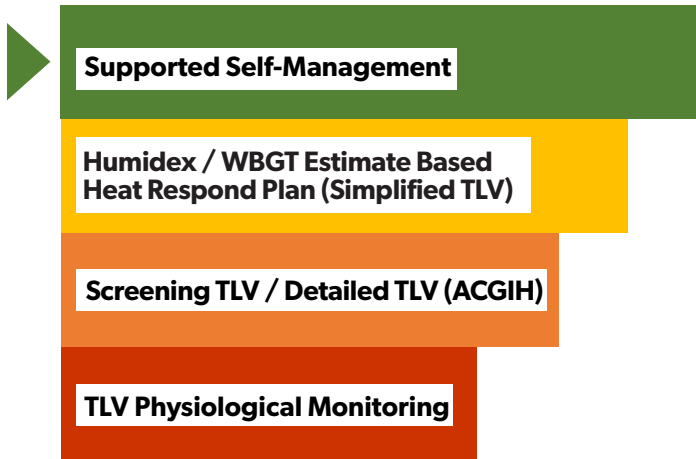 Supported Self-Management
Humidex / WBGT Estimate Based
Heat Respond Plan (Simplified TLV)
Screening TLV / Detailed TLV (ACGIH)
TLV Physiological Monitoring